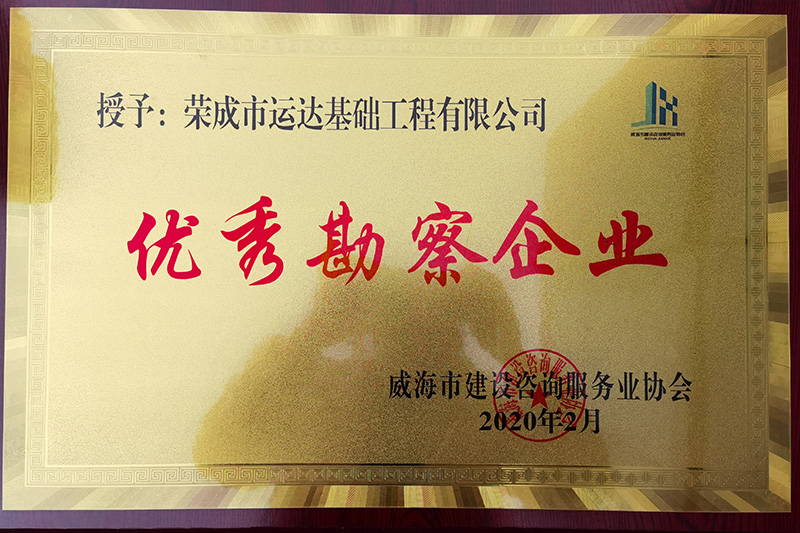 授予：荣成市运达基础工程有限公司
优秀勘察企业
威海市建设咨询服务业协会
2020年2月